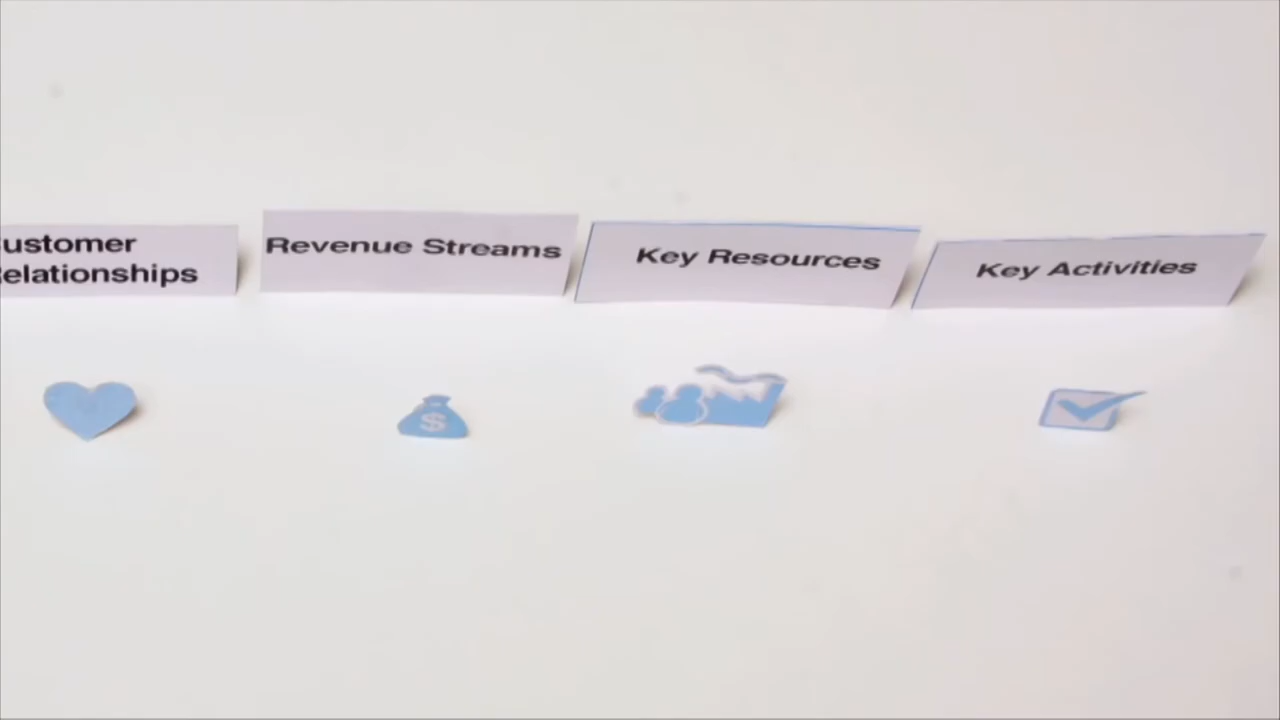 ustomer
elationships
Revenue Streams
Key Resources
Key Activities
$